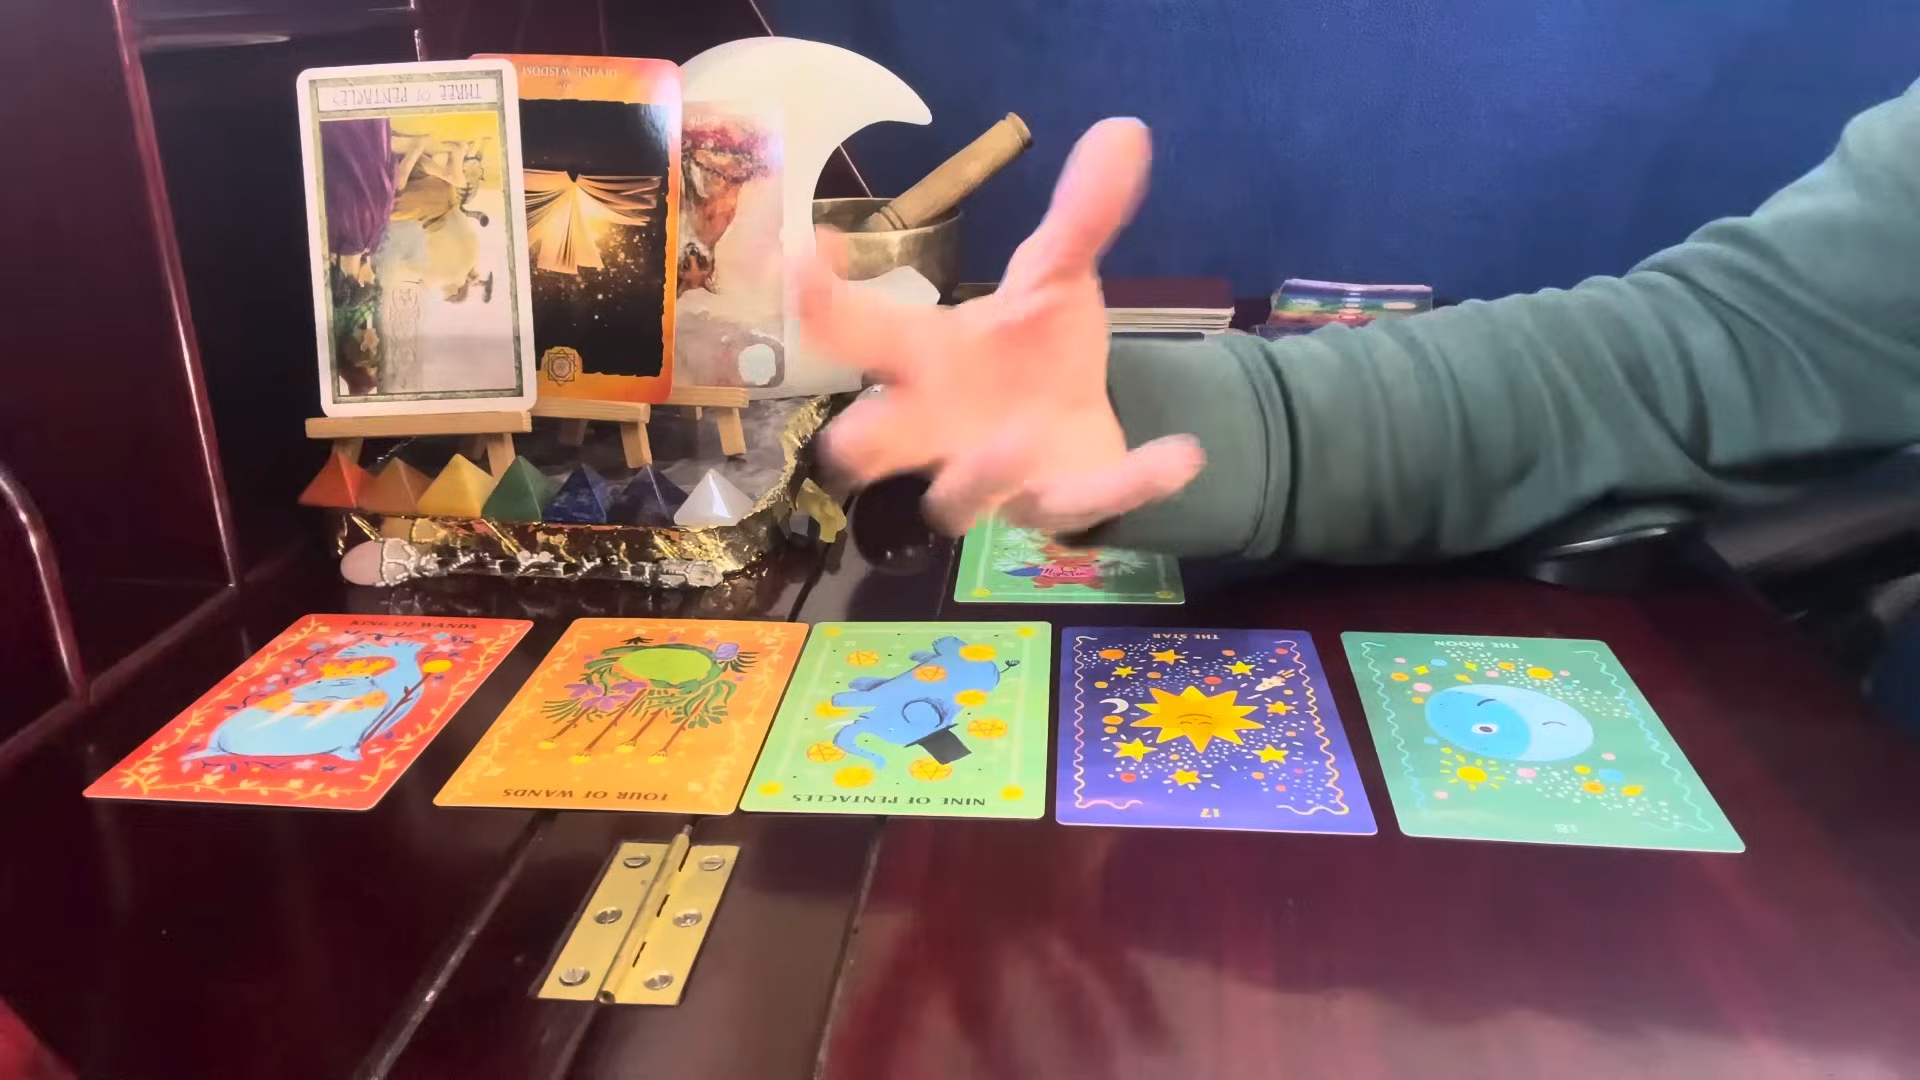 THREE OF PENTACLES
DIVINE WISDOM
KING OF WANDS
FOUR OF WANDS
NINE OF PENTACLES
THE STAR
17
THE MOON
18